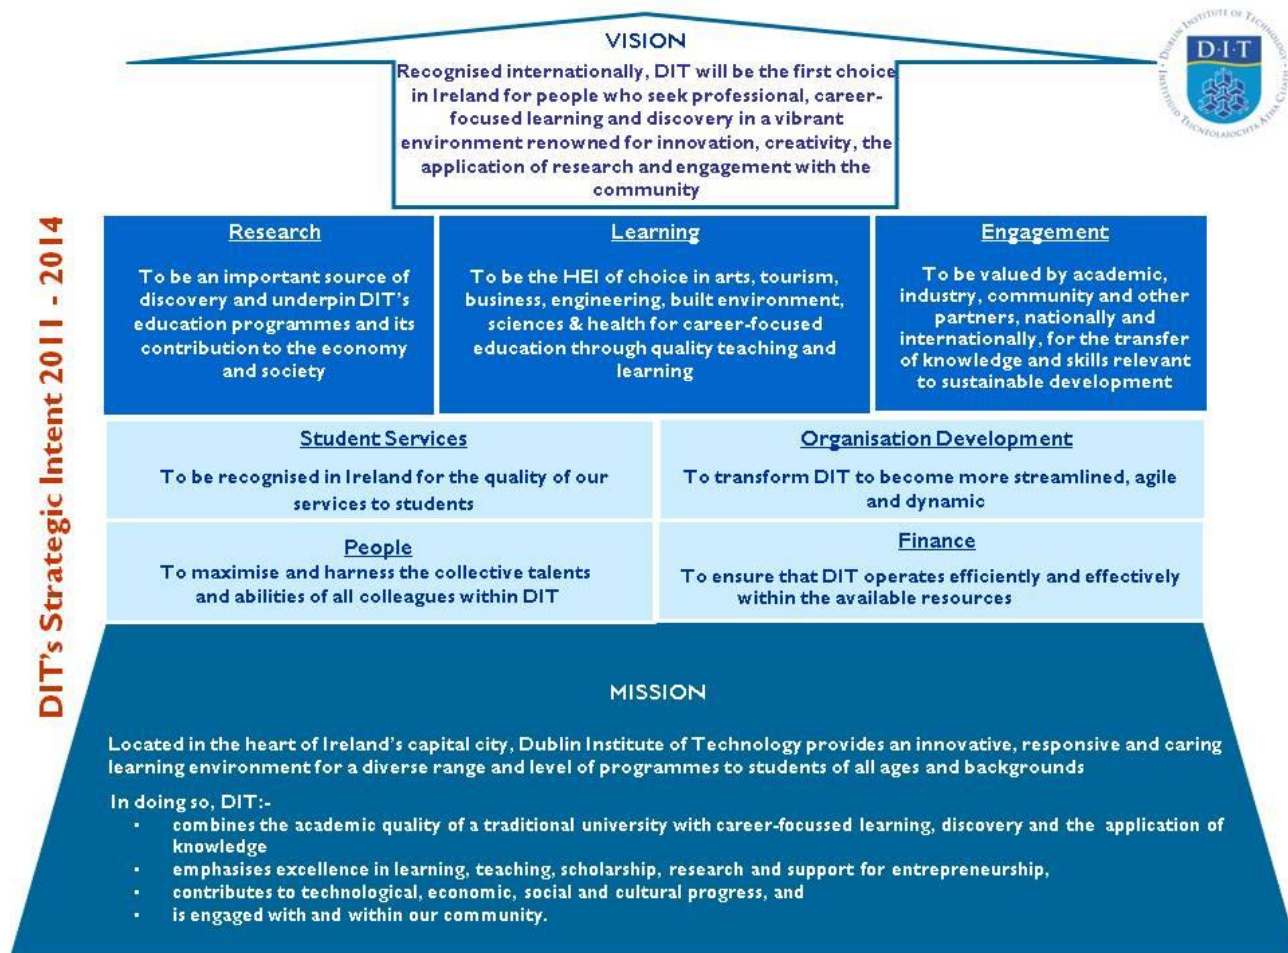 VISION
Recognised internationally, DIT will be the first choice
in Ireland for people who seek professional, career-
focused learning and discovery in a vibrant
environment renowned for innovation, creativity, the
application of research and engagement with the
community
D·I·T
DUBLIN INSTITUTE OF TECHNOLOGY
INSTITIÚID TEICNEOLAÍOCHTA ÁTHA CLIATH
DIT's Strategic Intent 2011 - 2014
Research
To be an important source of
discovery and underpin DIT's
education programmes and its
contribution to the economy
and society
Learning
To be the HEI of choice in arts, tourism,
business, engineering, built environment,
sciences & health for career-focused
education through quality teaching and
learning
Engagement
To be valued by academic,
industry, community and other
partners, nationally and
internationally, for the transfer
of knowledge and skills relevant
to sustainable development
Student Services
To be recognised in Ireland for the quality of our
services to students
Organisation Development
To transform DIT to become more streamlined, agile
and dynamic
People
To maximise and harness the collective talents
and abilities of all colleagues within DIT
Finance
To ensure that DIT operates efficiently and effectively
within the available resources
MISSION
Located in the heart of Ireland's capital city, Dublin Institute of Technology provides an innovative, responsive and caring
learning environment for a diverse range and level of programmes to students of all ages and backgrounds
In doing so, DIT:-
· combines the academic quality of a traditional university with career-focussed learning, discovery and the application of
knowledge
· emphasises excellence in learning, teaching, scholarship, research and support for entrepreneurship,
· contributes to technological, economic, social and cultural progress, and
· is engaged with and within our community.